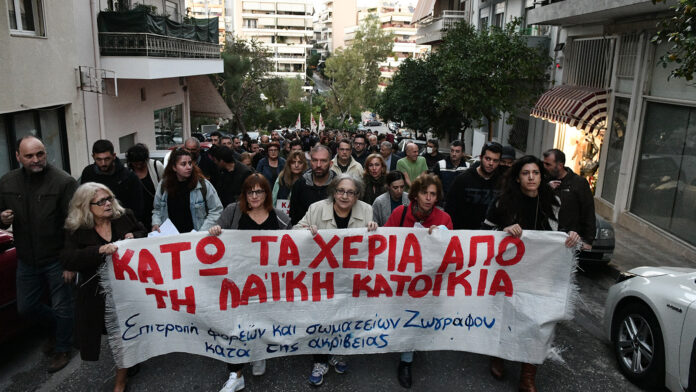 ΚΑΤΩ ΤΑ ΧΕΡΙΑ ΑΠΟ
ΤΗ ΛΑΪΚΗ ΚΑΤΟΙΚΙΑ
Επιτροπή φορέων και σωματείων Ζωγράφου
κατά της ακρίβειας